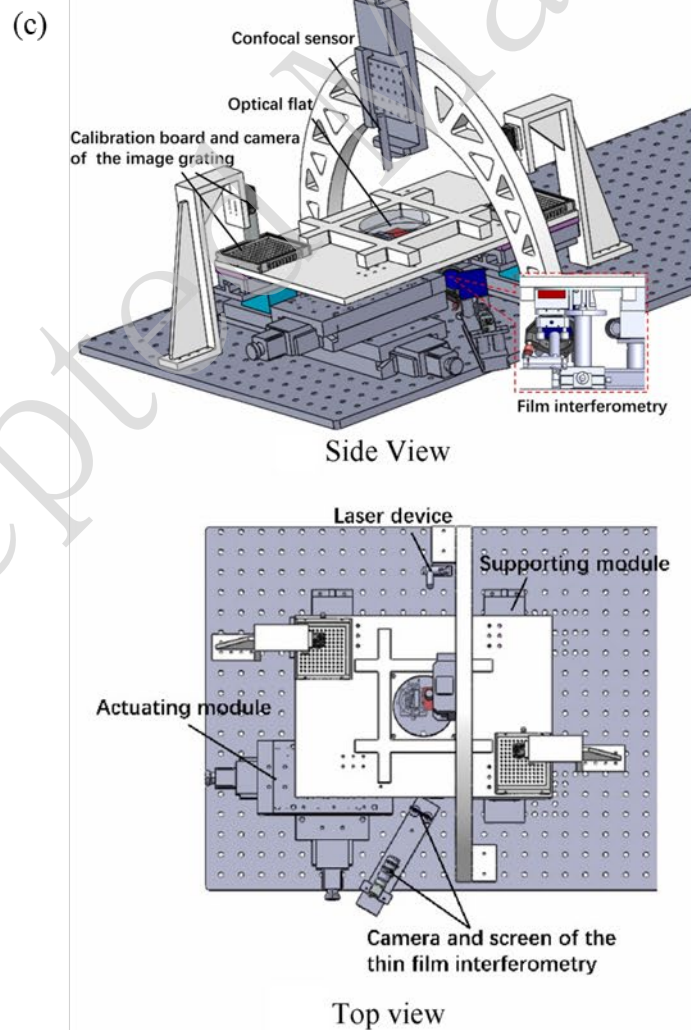 (c)
Confocal sensor
Optical flat
Calibration board and camera
of the image grating
Film interferometry
Side View
Laser device
Supporting module
Actuating module
Camera and screen of the
thin film interferometry
Top view